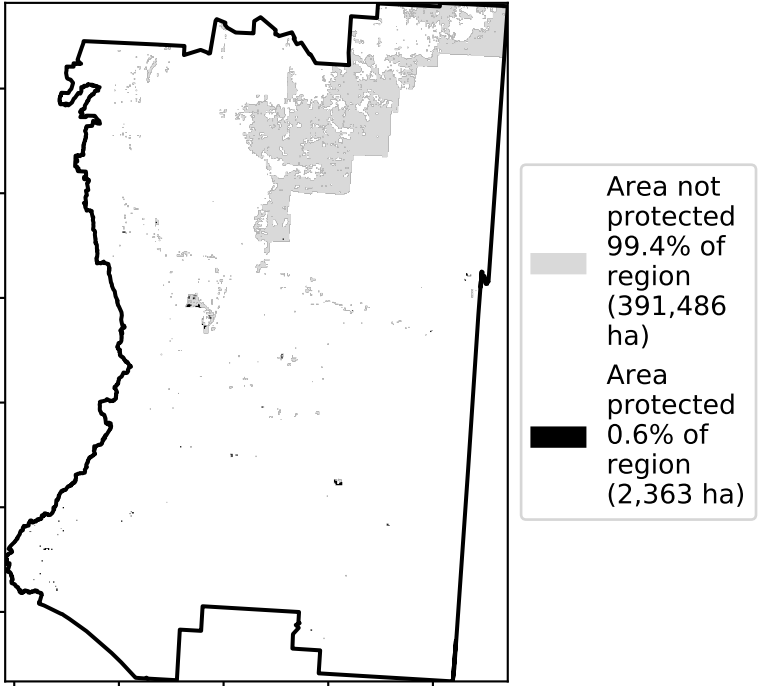 Area not
protected
99.4% of
region
(391,486
ha)
Area
protected
0.6% of
region
(2,363 ha)